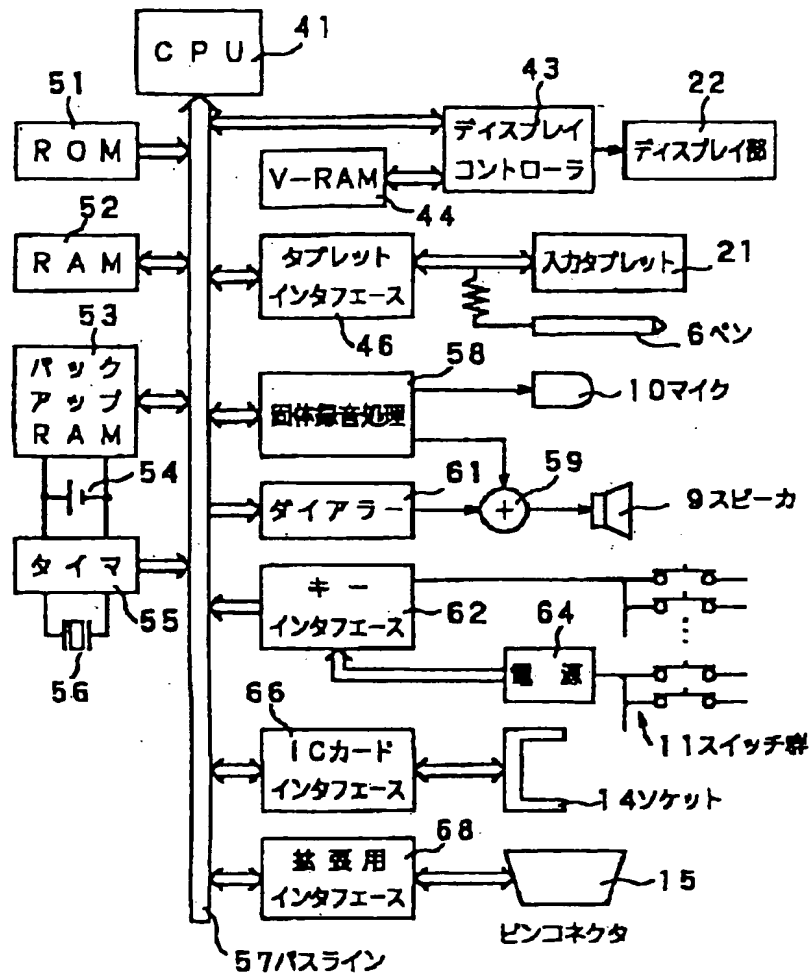 CPU
41
51
ROM
43
ディスプレイ
コントローラ
22
ディスプレイ部
V-RAM
44
52
RAM
タブレット
インタフェース
46
入力タブレット
21
6ペン
53
バック
アップ
RAM
54
58
固体録音処理
10マイク
61
ダイアラー
59
+
9スピーカ
タイマ
55
56
キー
インタフェース
62
64
電源
11スイッチ群
66
ICカード
インタフェース
14ソケット
68
拡張用
インタフェース
15
ピンコネクタ
57バスライン